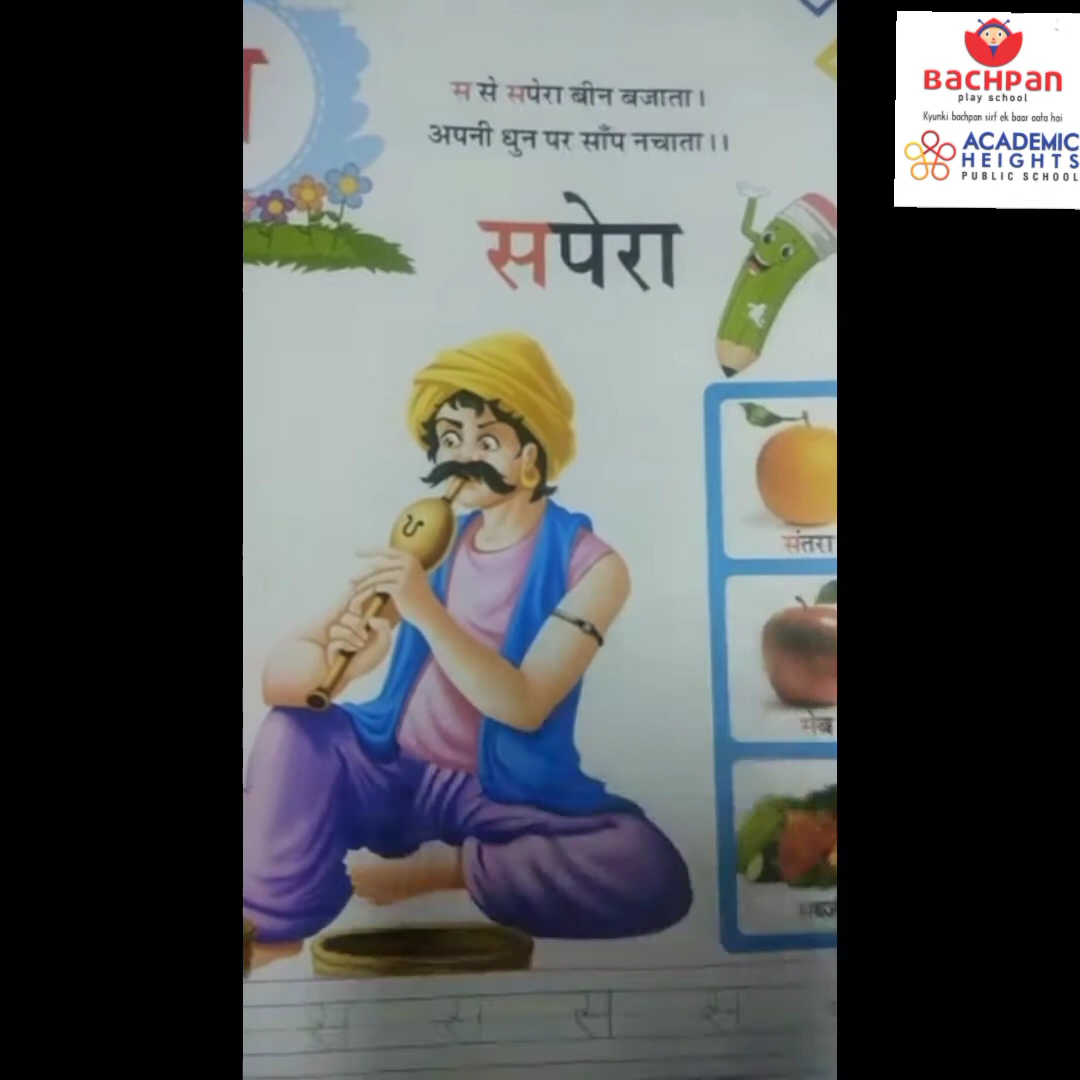 स से सपेरा बीन बजाता।
अपनी धुन पर साँप नचाता।।
सपेरा
संतरा
सेब
स स स स
BACHPAN
play school
Kyunki bachpan sirf ek baar aata hai
ACADEMIC
HEIGHTS
PUBLIC SCHOOL